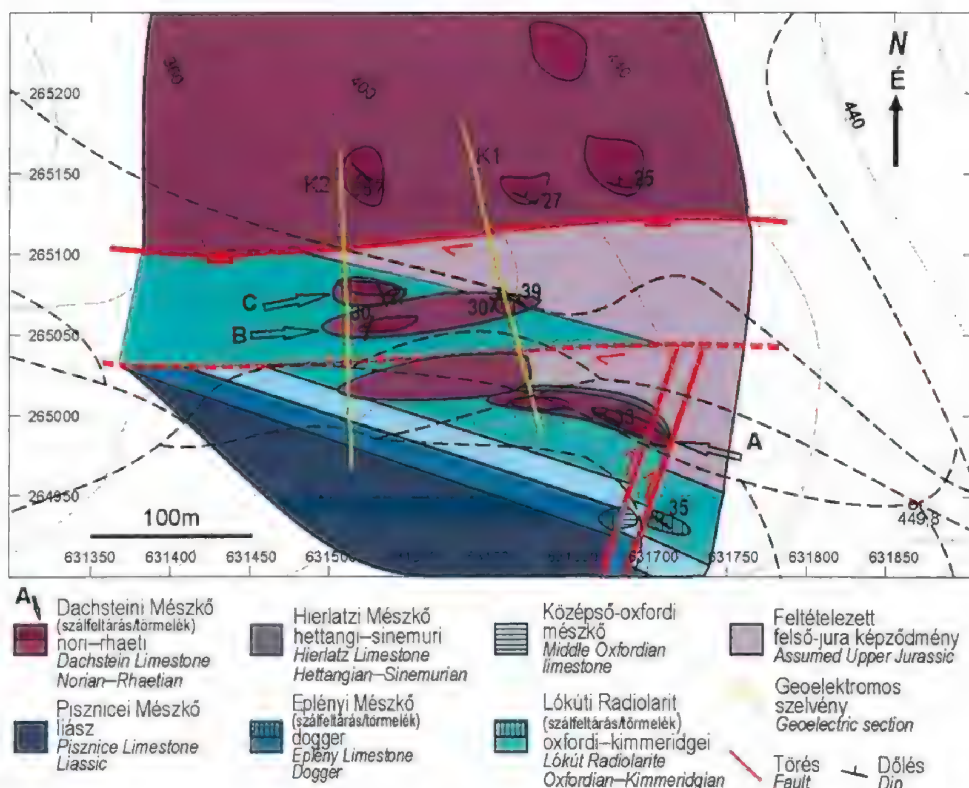 N
É
380
400
440
265200
265150
265100
265050
265000
264950
K2
K1
27
25
39
30
30
C
B
A
35
449,8
100m
631350
631400
631450
631500
631700
631750
631800
631850
A
Dachsteini Mészkő
(szálfeltárás/törmelék)
nori–rhaeti
Dachstein Limestone
Norian–Rhaetian
Hierlatzi Mészkő
hettangi–sinemuri
Hierlatz Limestone
Hettangian–Sinemurian
Középső-oxfordi
mészkő
Middle Oxfordian
limestone
Feltételezett
felső-jura képződmény
Assumed Upper Jurassic
Pisznicei Mészkő
liász
Pisznice Limestone
Liassic
Eplényi Mészkő
(szálfeltárás/törmelék)
dogger
Eplény Limestone
Dogger
Lókúti Radiolarit
(szálfeltárás/törmelék)
oxfordi–kimmeridgei
Lókút Radiolarite
Oxfordian–Kimmeridgian
Geoelektromos
szelvény
Geoelectric section
Törés
Fault
Dőlés
Dip